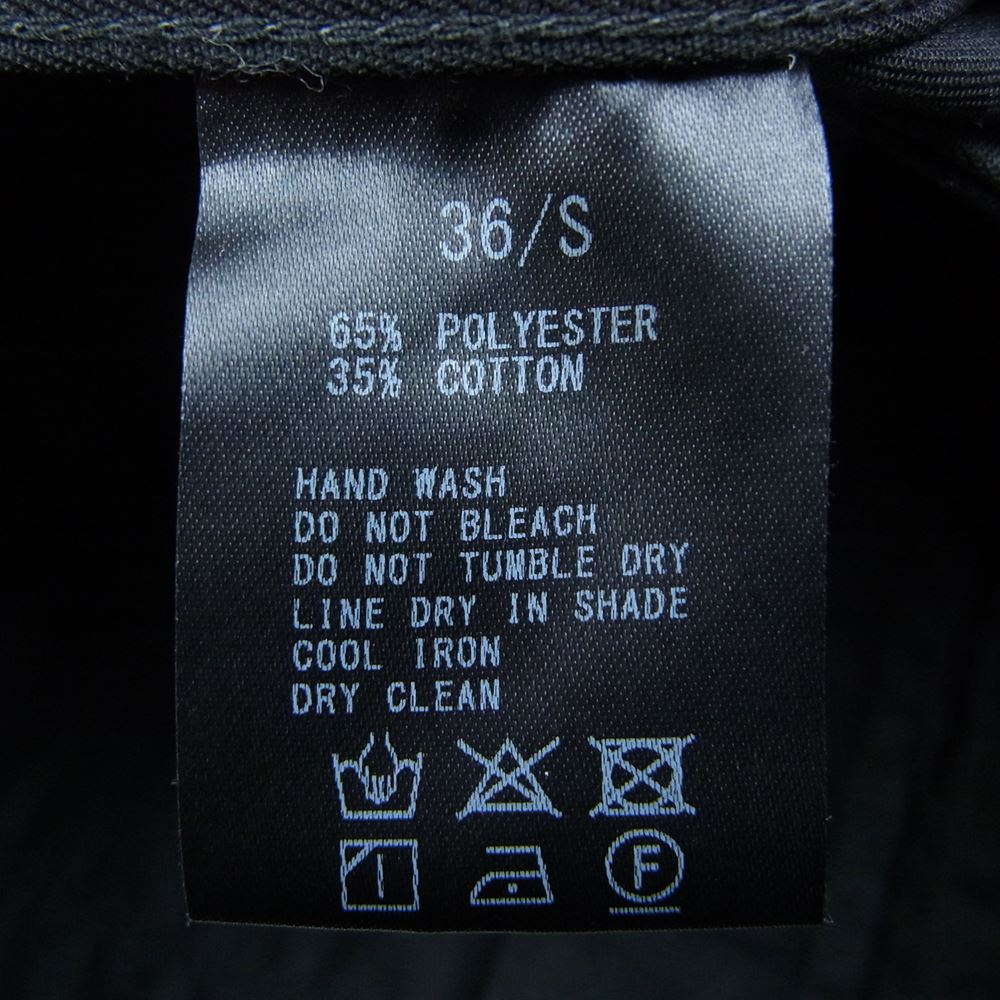 36/S
65% POLYESTER
35% COTTON
HAND WASH
DO NOT BLEACH
DO NOT TUMBLE DRY
LINE DRY IN SHADE
COOL IRON
DRY CLEAN
F